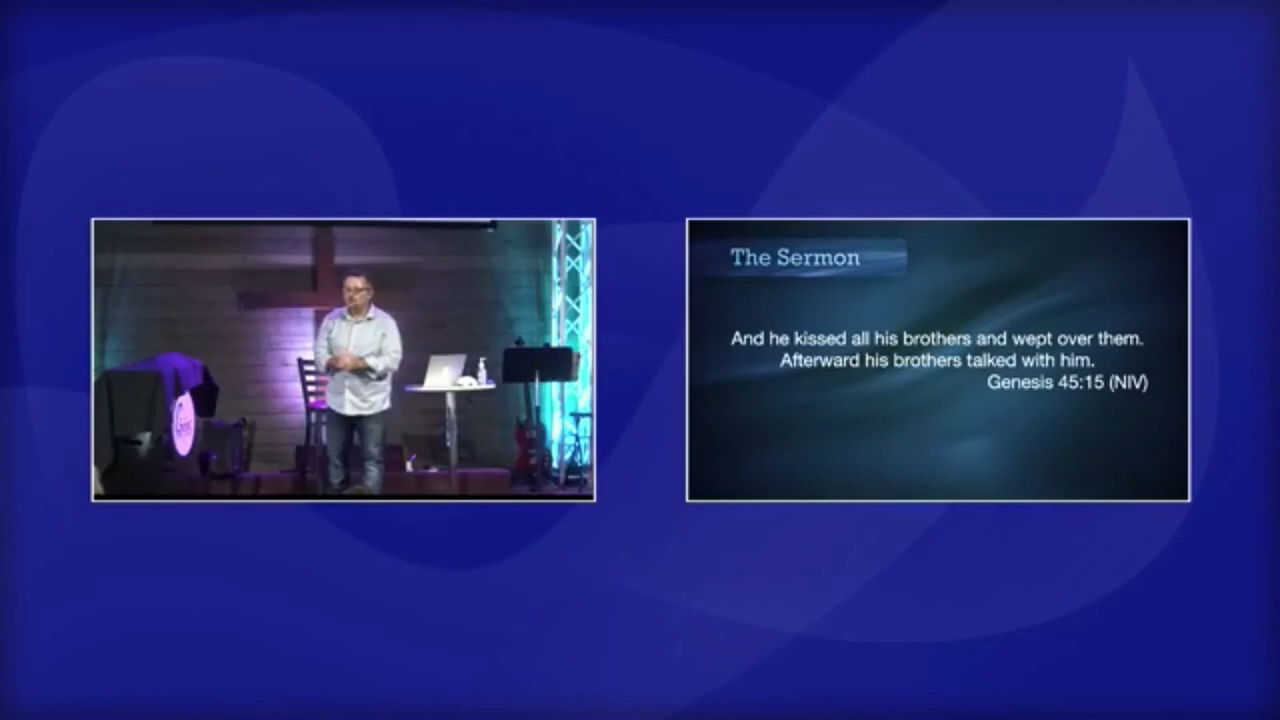 The Sermon
And he kissed all his brothers and wept over them.
Afterward his brothers talked with him.
Genesis 45:15 (NIV)